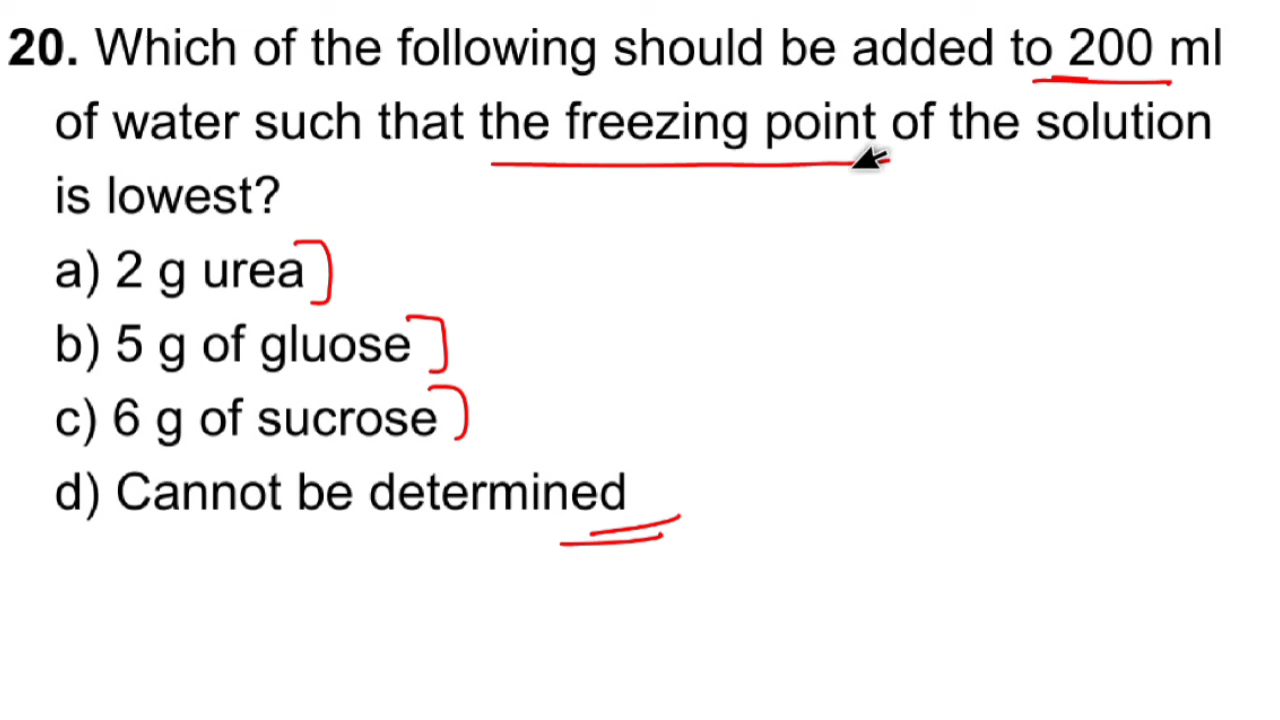 20. Which of the following should be added to 200 ml
of water such that the freezing point of the solution
is lowest?
a) 2 g urea
b) 5 g of gluose
c) 6 g of sucrose
d) Cannot be determined